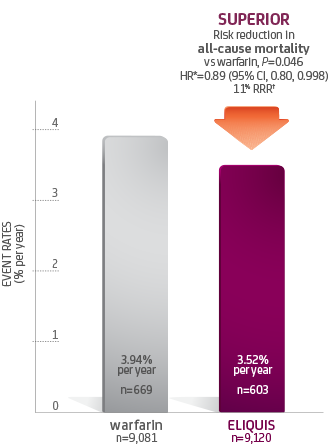 SUPERIOR
Risk reduction in
all-cause mortality
vs warfarin, P=0.046
HR*=0.89 (95% CI, 0.80, 0.998)
11% RRR†
EVENT RATES
(% per year)
4
3
2
1
0
3.94%
per year
n=669
3.52%
per year
n=603
warfarin
n=9,081
ELIQUIS
n=9,120